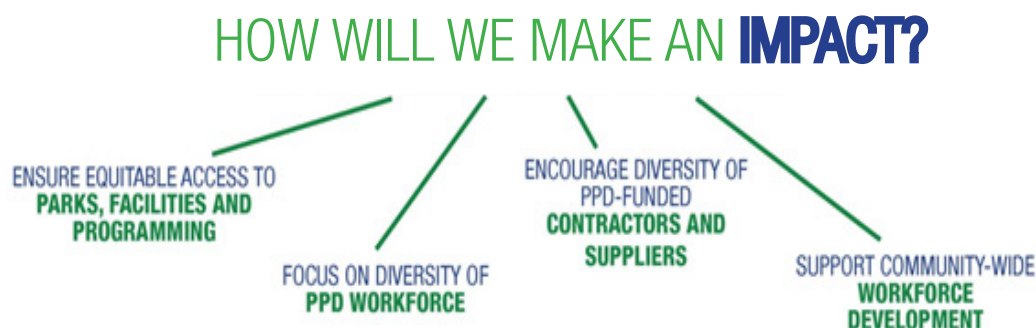 HOW WILL WE MAKE AN IMPACT?
ENSURE EQUITABLE ACCESS TO
PARKS, FACILITIES AND
PROGRAMMING
FOCUS ON DIVERSITY OF
PPD WORKFORCE
ENCOURAGE DIVERSITY OF
PPD-FUNDED
CONTRACTORS AND
SUPPLIERS
SUPPORT COMMUNITY-WIDE
WORKFORCE
DEVELOPMENT